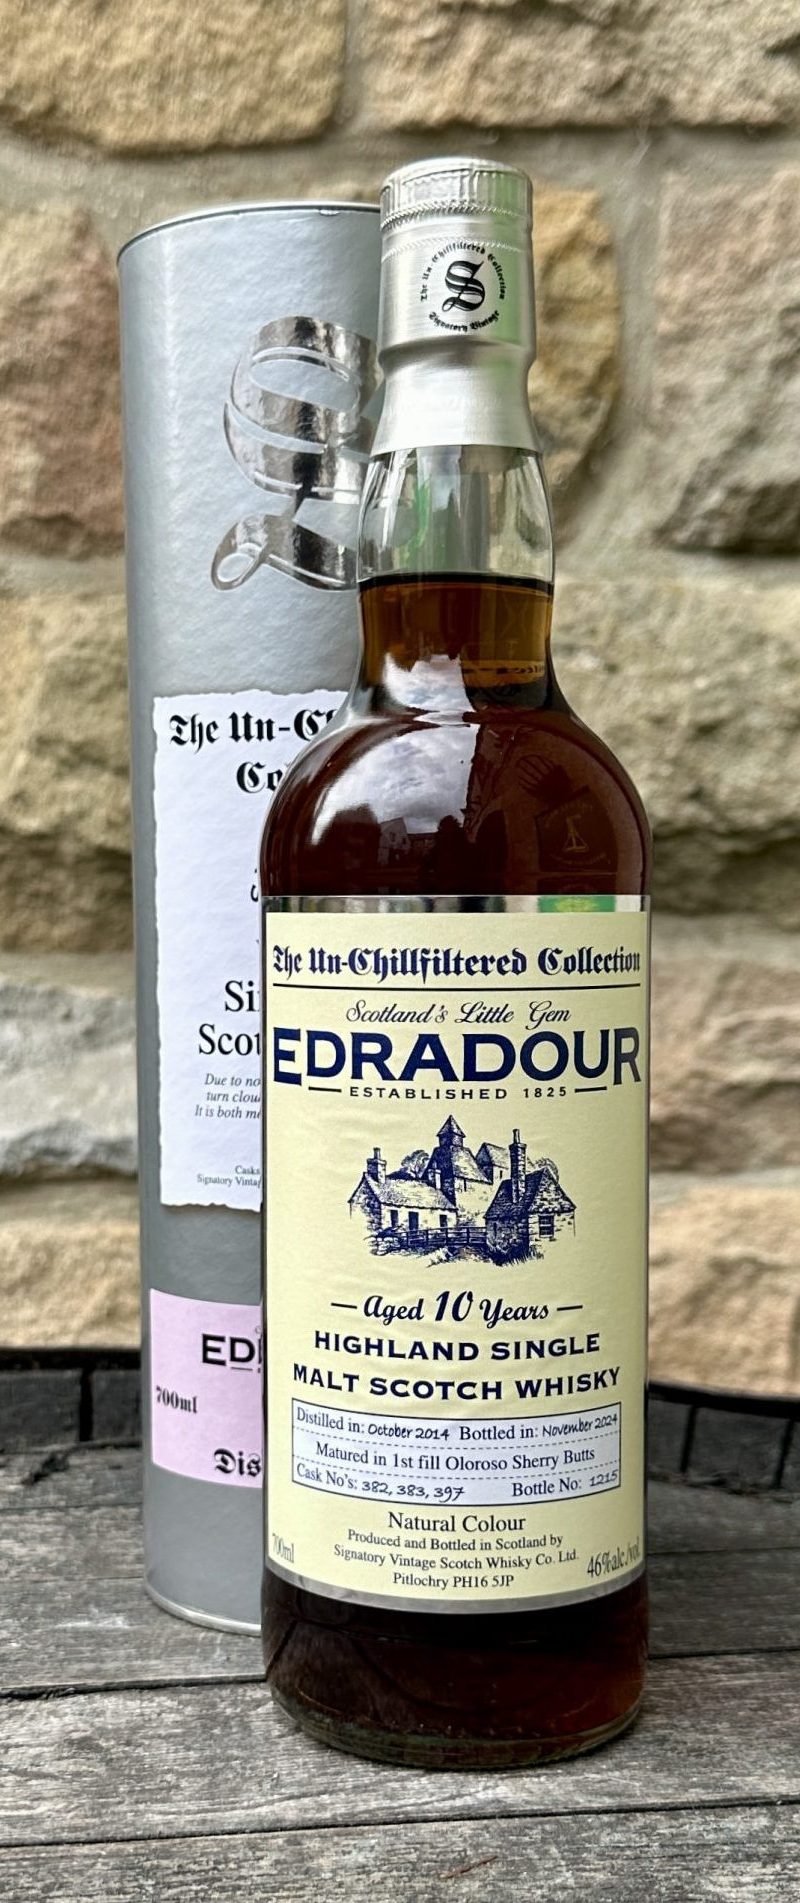 The Un-Chillfiltered Collection
S
Signatory Vintage
The Un-Ch
Co
Si
Scot
Due to no
turn clou
It is both m
Casks
Signatory Vinta
ED
700ml
Dis
The Un-Chillfiltered Collection
Scotland's Little Gem
EDRADOUR
ESTABLISHED 1825
Aged 10 Years
HIGHLAND SINGLE
MALT SCOTCH WHISKY
Distilled in: October 2014 Bottled in: November 2024
Matured in 1st fill Oloroso Sherry Butts
Cask No's: 382, 383, 397 Bottle No: 1215
Natural Colour
Produced and Bottled in Scotland by
Signatory Vintage Scotch Whisky Co. Ltd.
Pitlochry PH16 5JP
700ml
46%alc./vol.